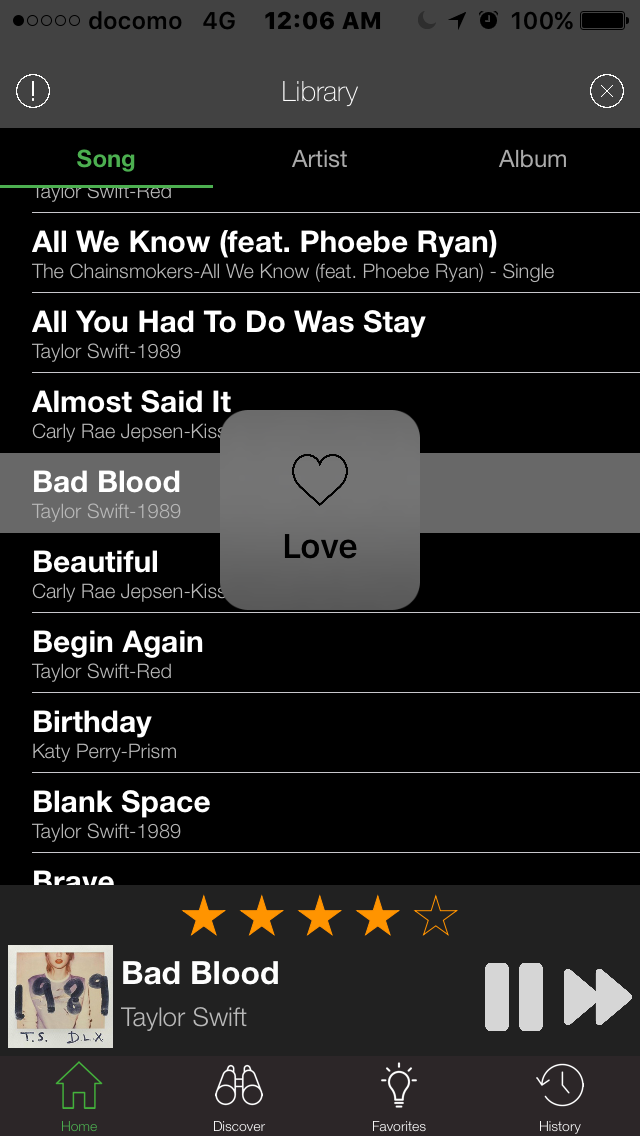 docomo 4G 12:06 AM 100%
Library
Song Artist Album
Taylor Swift-Red
All We Know (feat. Phoebe Ryan)
The Chainsmokers-All We Know (feat. Phoebe Ryan) - Single
All You Had To Do Was Stay
Taylor Swift-1989
Almost Said It
Carly Rae Jepsen-Kiss
Bad Blood
Taylor Swift-1989
Love
Beautiful
Carly Rae Jepsen-Kiss
Begin Again
Taylor Swift-Red
Birthday
Katy Perry-Prism
Blank Space
Taylor Swift-1989
Brave
1989
T.S. DLX
Bad Blood
Taylor Swift
Home Discover Favorites History